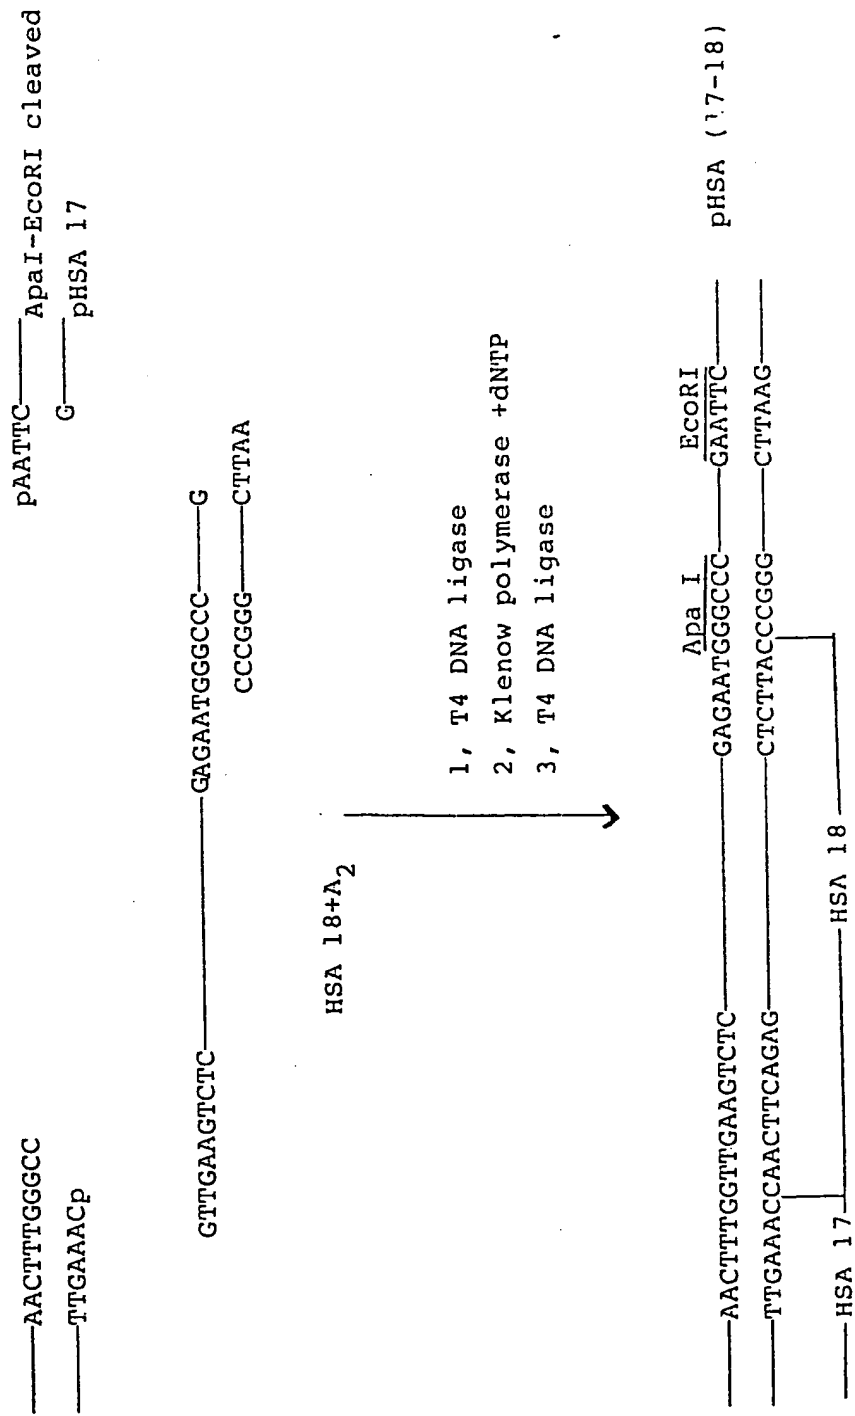 AACTTTGGGCC pAATTC ApaI-EcoRI cleaved
TTGAAACp G pHSA 17
GTTGAAGTCTC GAGAATGGGCCC G
CCCGGG CTTAA
HSA 18+A2
1, T4 DNA ligase
2, Klenow polymerase +dNTP
3, T4 DNA ligase
Apa I EcoRI
AACTTTGGTTGAAGTCTC GAGAATGGGCCC GAATTC pHSA (17-18)
TTGAAACCAACTTCAGAG CTCTTACCCGGG CTTAAG
HSA 17 HSA 18